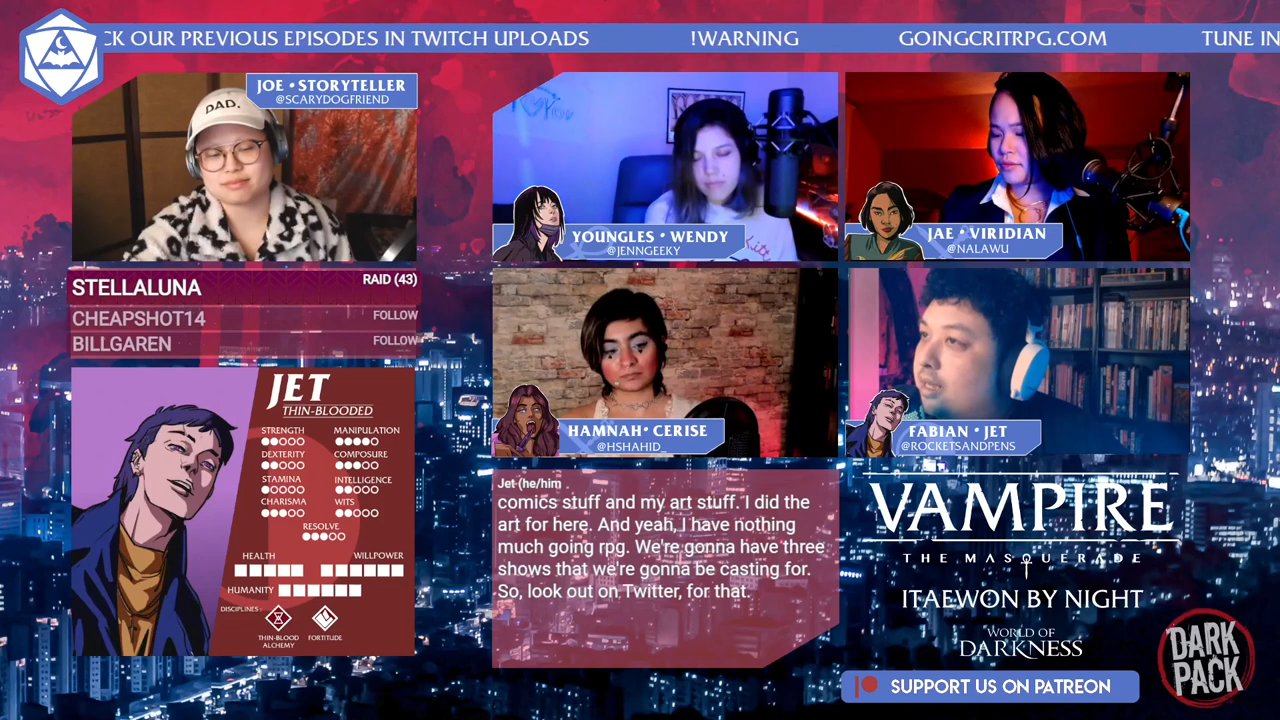 CK OUR PREVIOUS EPISODES IN TWITCH UPLOADS !WARNING GOINGCRITRPG.COM TUNE IN
DAD.
JOE • STORYTELLER
@SCARYDOGFRIEND
YOUNGLES • WENDY
@JENNGEEKY
JAE • VIRIDIAN
@NALAWU
STELLALUNA RAID (43)
CHEAPSHOT14 FOLLOW
BILLGAREN FOLLOW
HAMNAH • CERISE
@HSHAHID_
FABIAN • JET
@ROCKETSANDPENS
JET
THIN-BLOODED
STRENGTH MANIPULATION
DEXTERITY COMPOSURE
STAMINA INTELLIGENCE
CHARISMA WITS
RESOLVE
HEALTH WILLPOWER
HUMANITY
DISCIPLINES :
THIN-BLOOD FORTITUDE
ALCHEMY
Jet (he/him
comics stuff and my art stuff. I did the
art for here. And yeah, I have nothing
much going rpg. We're gonna have three
shows that we're gonna be casting for.
So, look out on Twitter, for that.
VAMPIRE
THE MASQUERADE
ITAEWON BY NIGHT
WORLD OF
DARKNESS
DARK
PACK
SUPPORT US ON PATREON